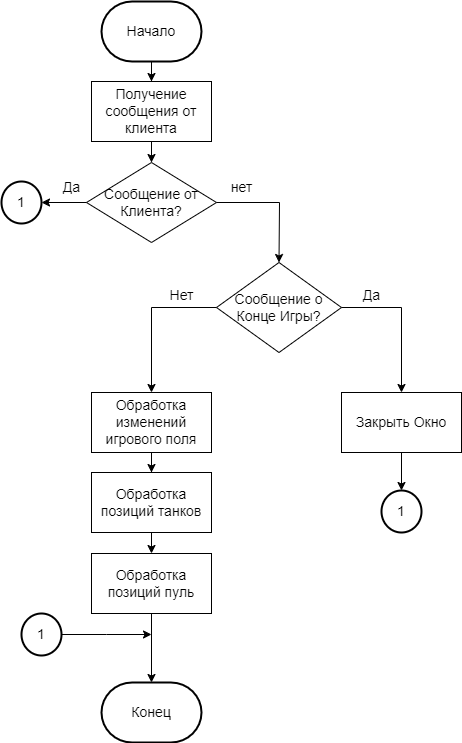 Начало
Получение
сообщения от
клиента
Да
Сообщение от
Клиента?
нет
1
Нет
Сообщение о
Конце Игры?
Да
Обработка
изменений
игрового поля
Закрыть Окно
Обработка
позиций танков
1
Обработка
позиций пуль
1
Конец